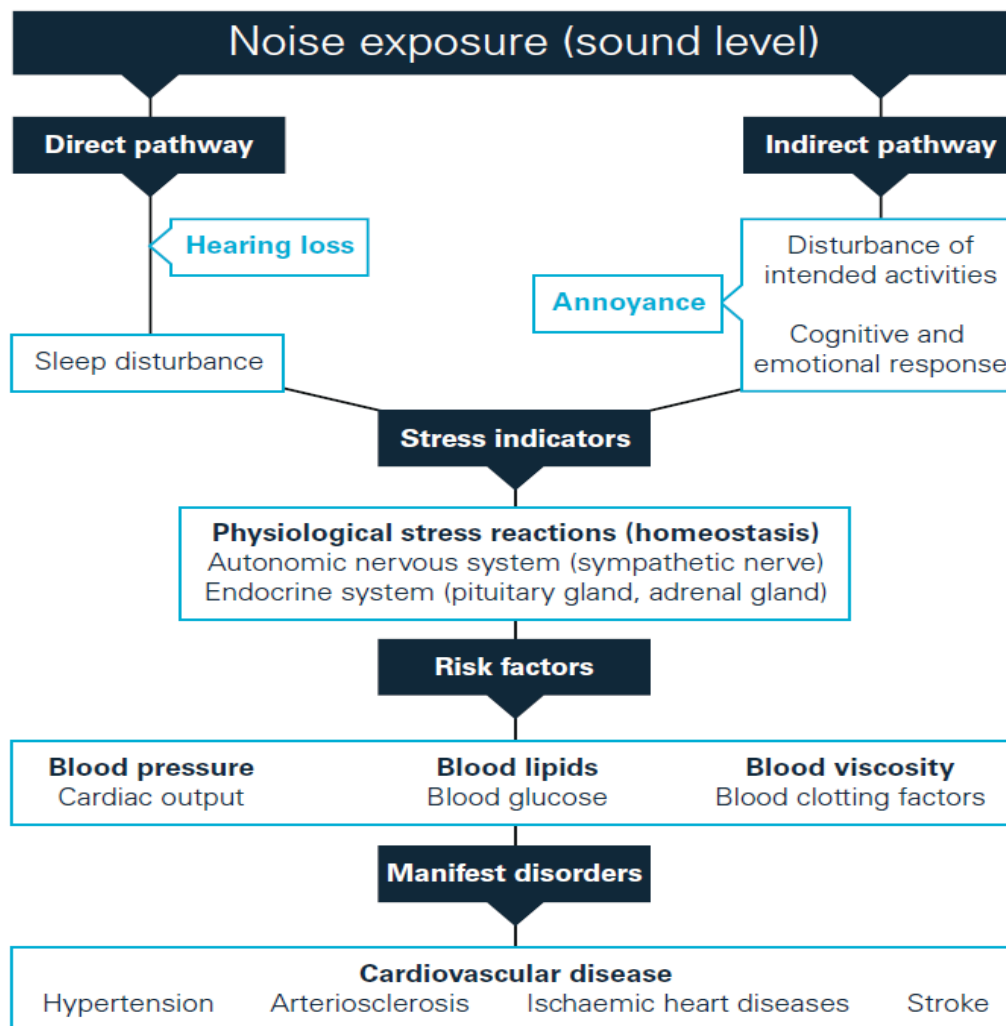 Noise exposure (sound level)
Direct pathway
Indirect pathway
Hearing loss
Disturbance of
intended activities
Annoyance
Cognitive and
emotional response
Sleep disturbance
Stress indicators
Physiological stress reactions (homeostasis)
Autonomic nervous system (sympathetic nerve)
Endocrine system (pituitary gland, adrenal gland)
Risk factors
Blood pressure
Cardiac output
Blood lipids
Blood glucose
Blood viscosity
Blood clotting factors
Manifest disorders
Cardiovascular disease
Hypertension Arteriosclerosis Ischaemic heart diseases Stroke